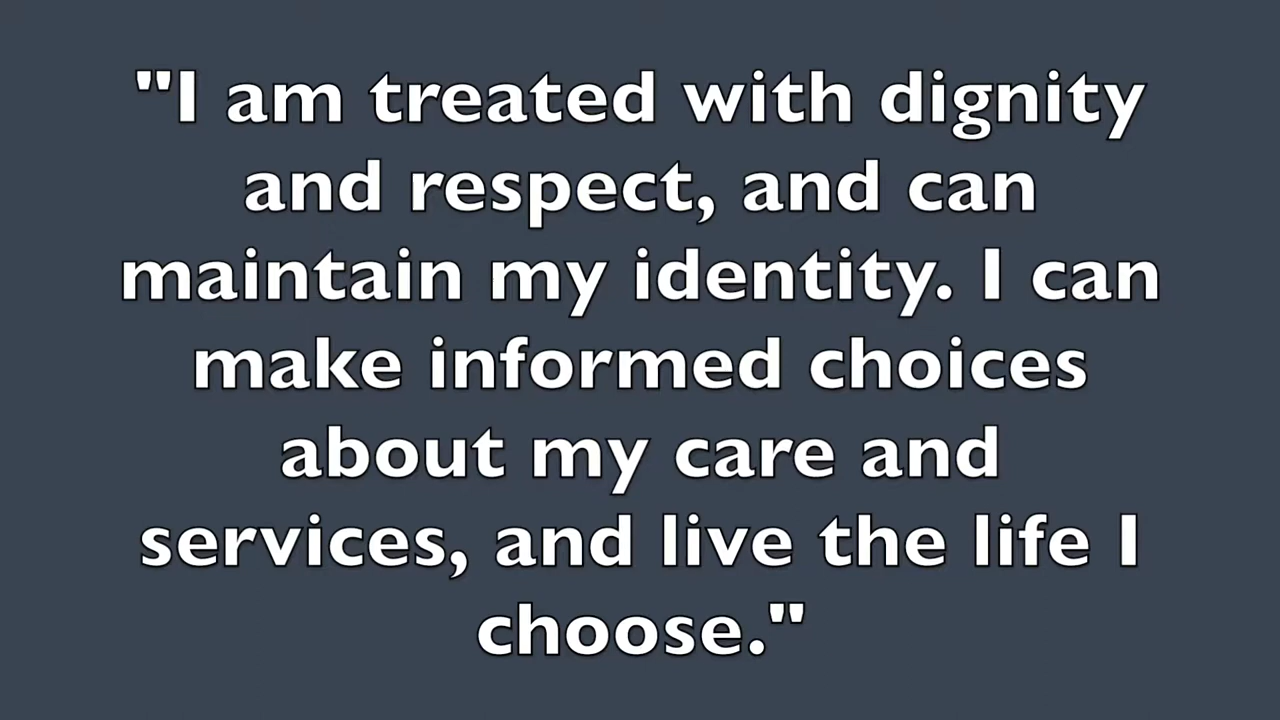 "I am treated with dignity
and respect, and can
maintain my identity. I can
make informed choices
about my care and
services, and live the life I
choose."